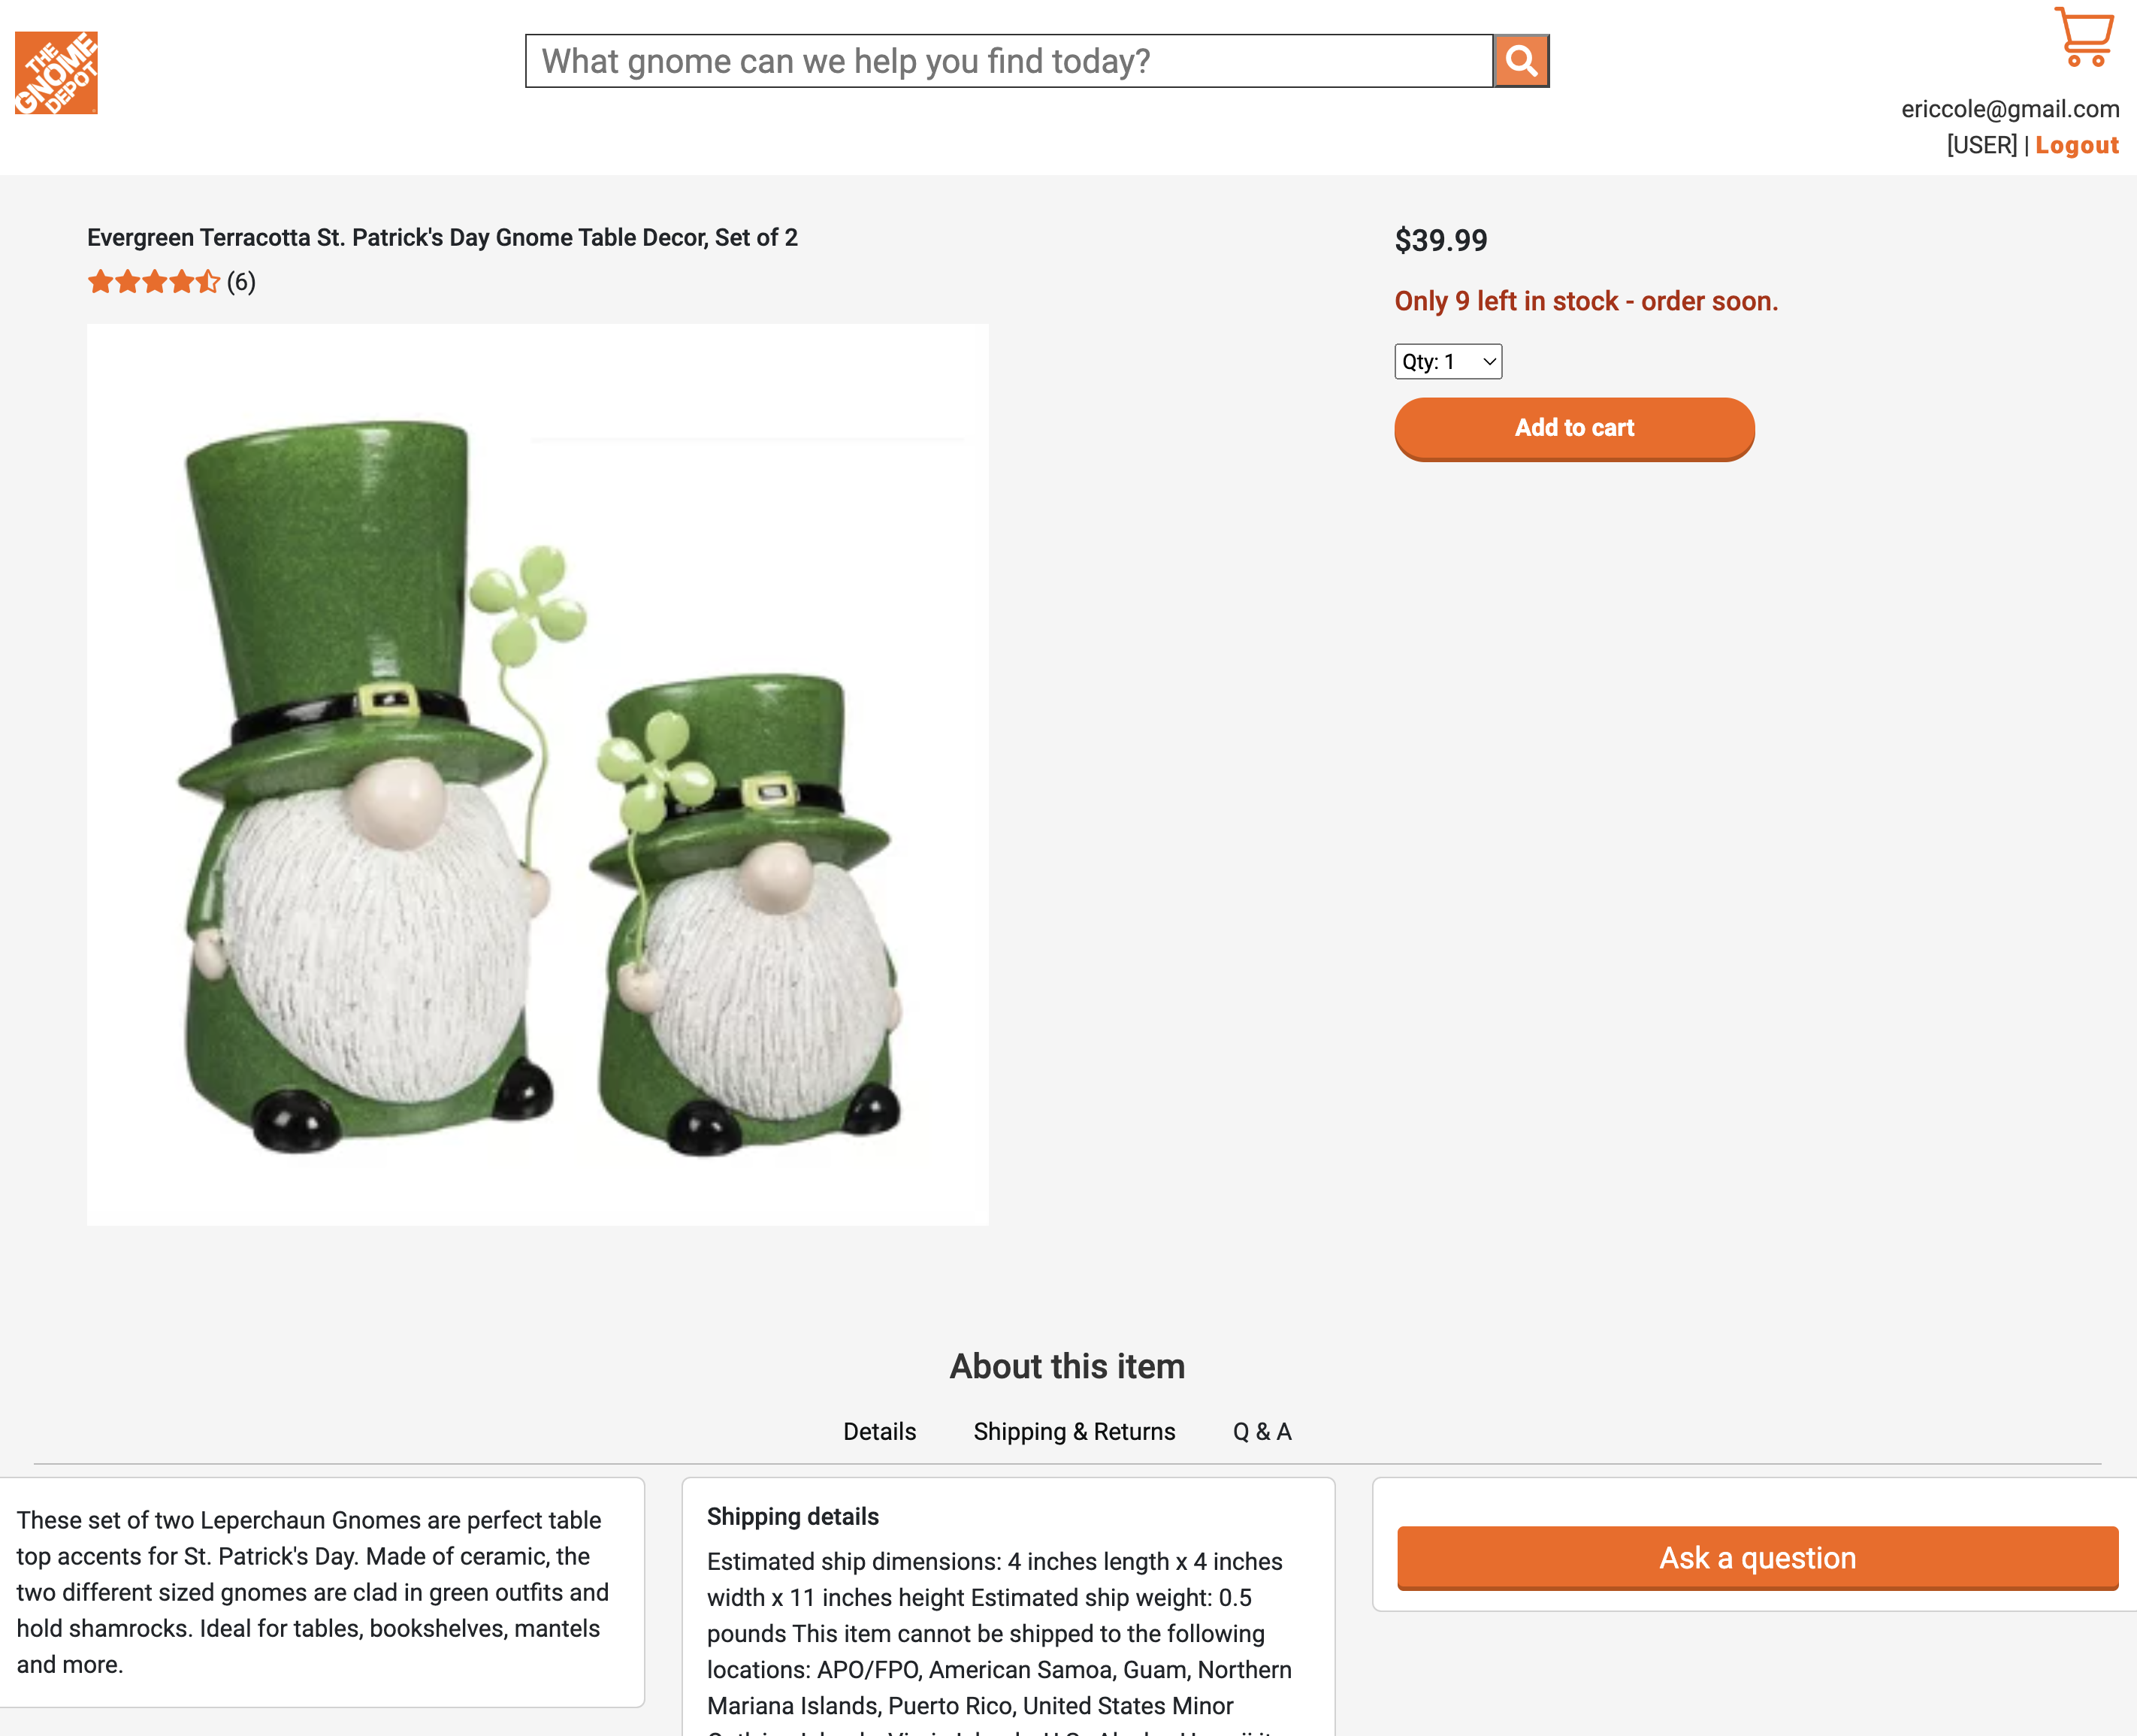 THE
GNOME
DEPOT
What gnome can we help you find today?
ericcole@gmail.com
[USER] | Logout
Evergreen Terracotta St. Patrick's Day Gnome Table Decor, Set of 2
(6)
$39.99
Only 9 left in stock - order soon.
Qty: 1
Add to cart
About this item
Details
Shipping & Returns
Q & A
These set of two Leperchaun Gnomes are perfect table
top accents for St. Patrick's Day. Made of ceramic, the
two different sized gnomes are clad in green outfits and
hold shamrocks. Ideal for tables, bookshelves, mantels
and more.
Shipping details
Estimated ship dimensions: 4 inches length x 4 inches
width x 11 inches height Estimated ship weight: 0.5
pounds This item cannot be shipped to the following
locations: APO/FPO, American Samoa, Guam, Northern
Mariana Islands, Puerto Rico, United States Minor
Ask a question